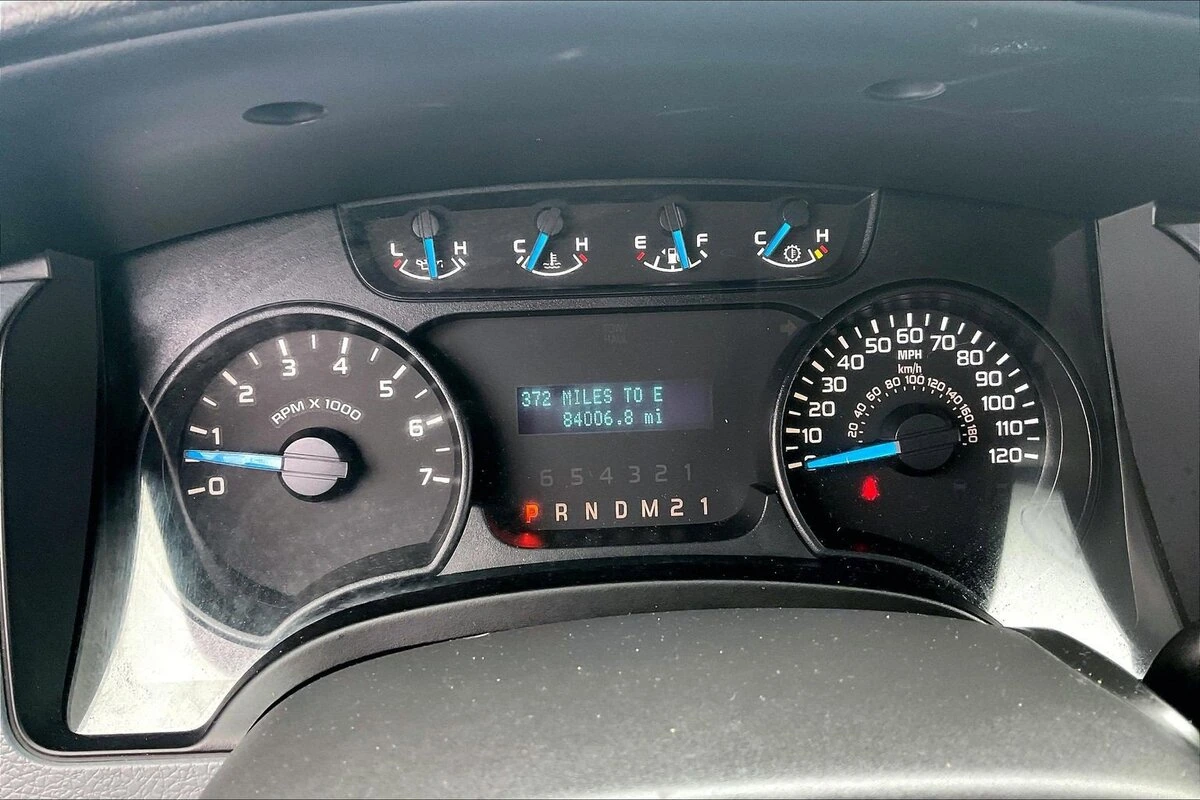 L H
C H
E F
C H
0 1 2 3 4 5 6 7
RPM X 1000
372 MILES TO E
84006.8 mi
6 5 4 3 2 1
P R N D M 2 1
0 10 20 30 40 50 60 70 80 90 100 110 120
MPH
km/h
20 40 60 80 100 120 140 160 180